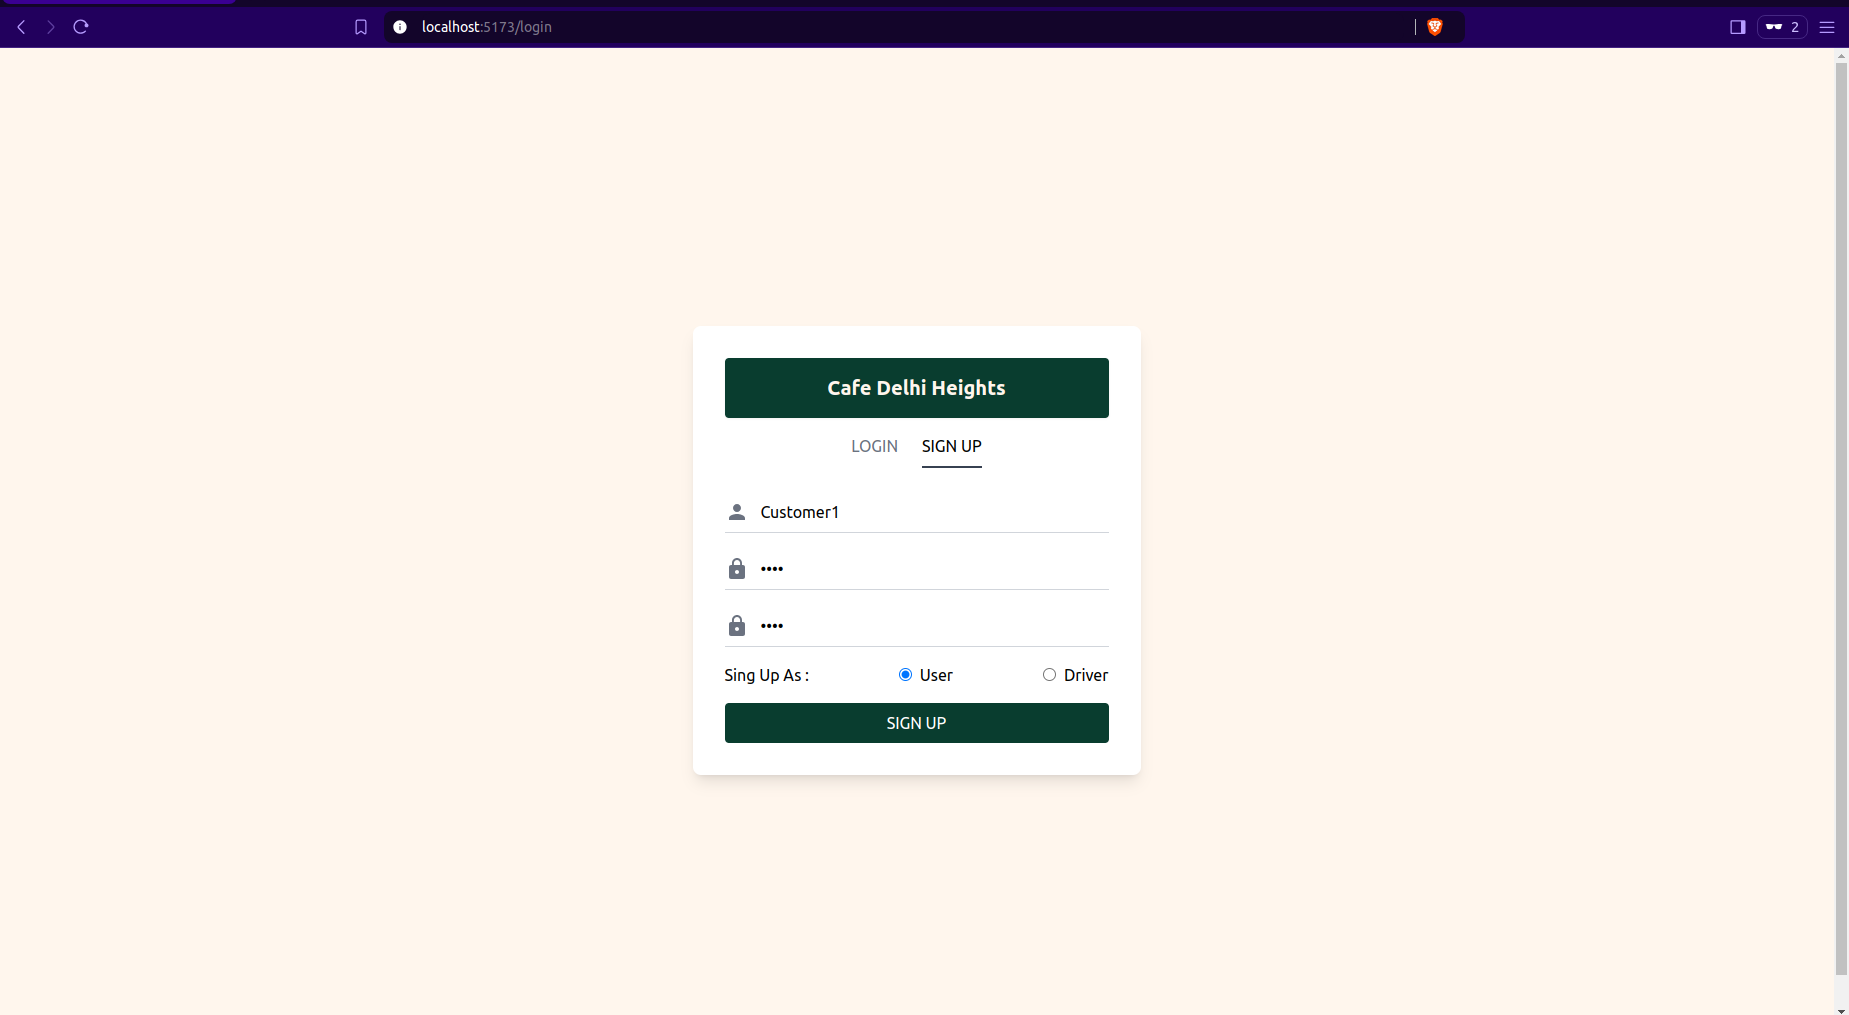 localhost:5173/login
2
Cafe Delhi Heights
LOGIN SIGN UP
Customer1
••••
••••
Sing Up As : User Driver
SIGN UP